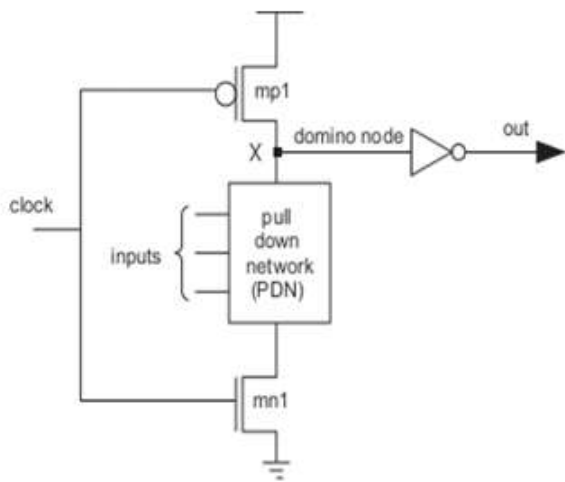 mp1
X
domino node
out
clock
inputs
pull
down
network
(PDN)
mn1